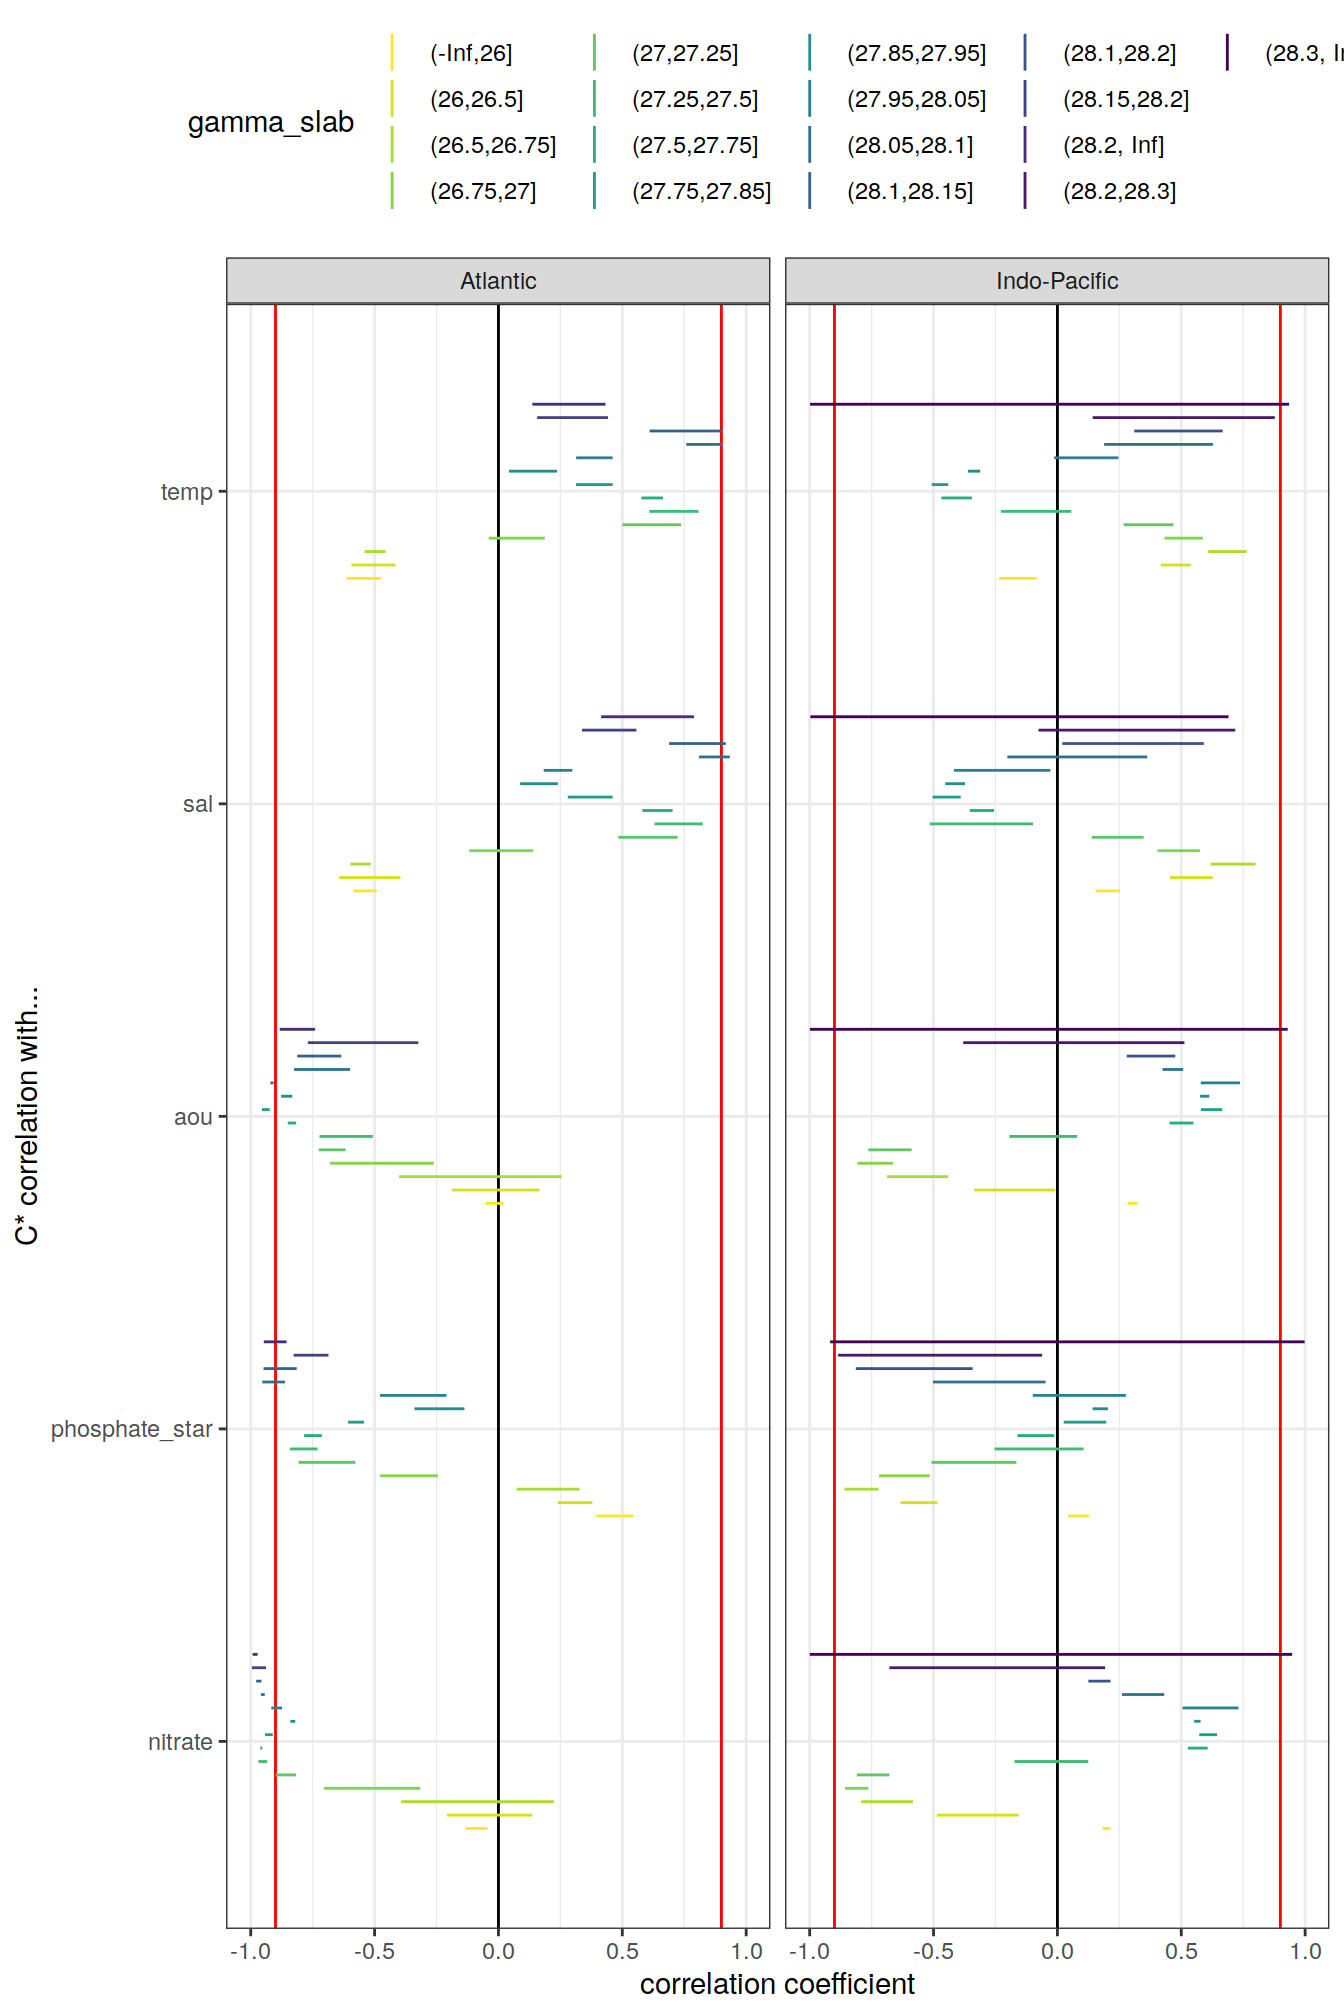 gamma_slab
(-Inf,26]
(26,26.5]
(26.5,26.75]
(26.75,27]
(27,27.25]
(27.25,27.5]
(27.5,27.75]
(27.75,27.85]
(27.85,27.95]
(27.95,28.05]
(28.05,28.1]
(28.1,28.15]
(28.1,28.2]
(28.15,28.2]
(28.2, Inf]
(28.2,28.3]
(28.3,
Atlantic
Indo-Pacific
C* correlation with...
temp
sal
aou
phosphate_star
nitrate
-1.0 -0.5 0.0 0.5 1.0
-1.0 -0.5 0.0 0.5 1.0
correlation coefficient